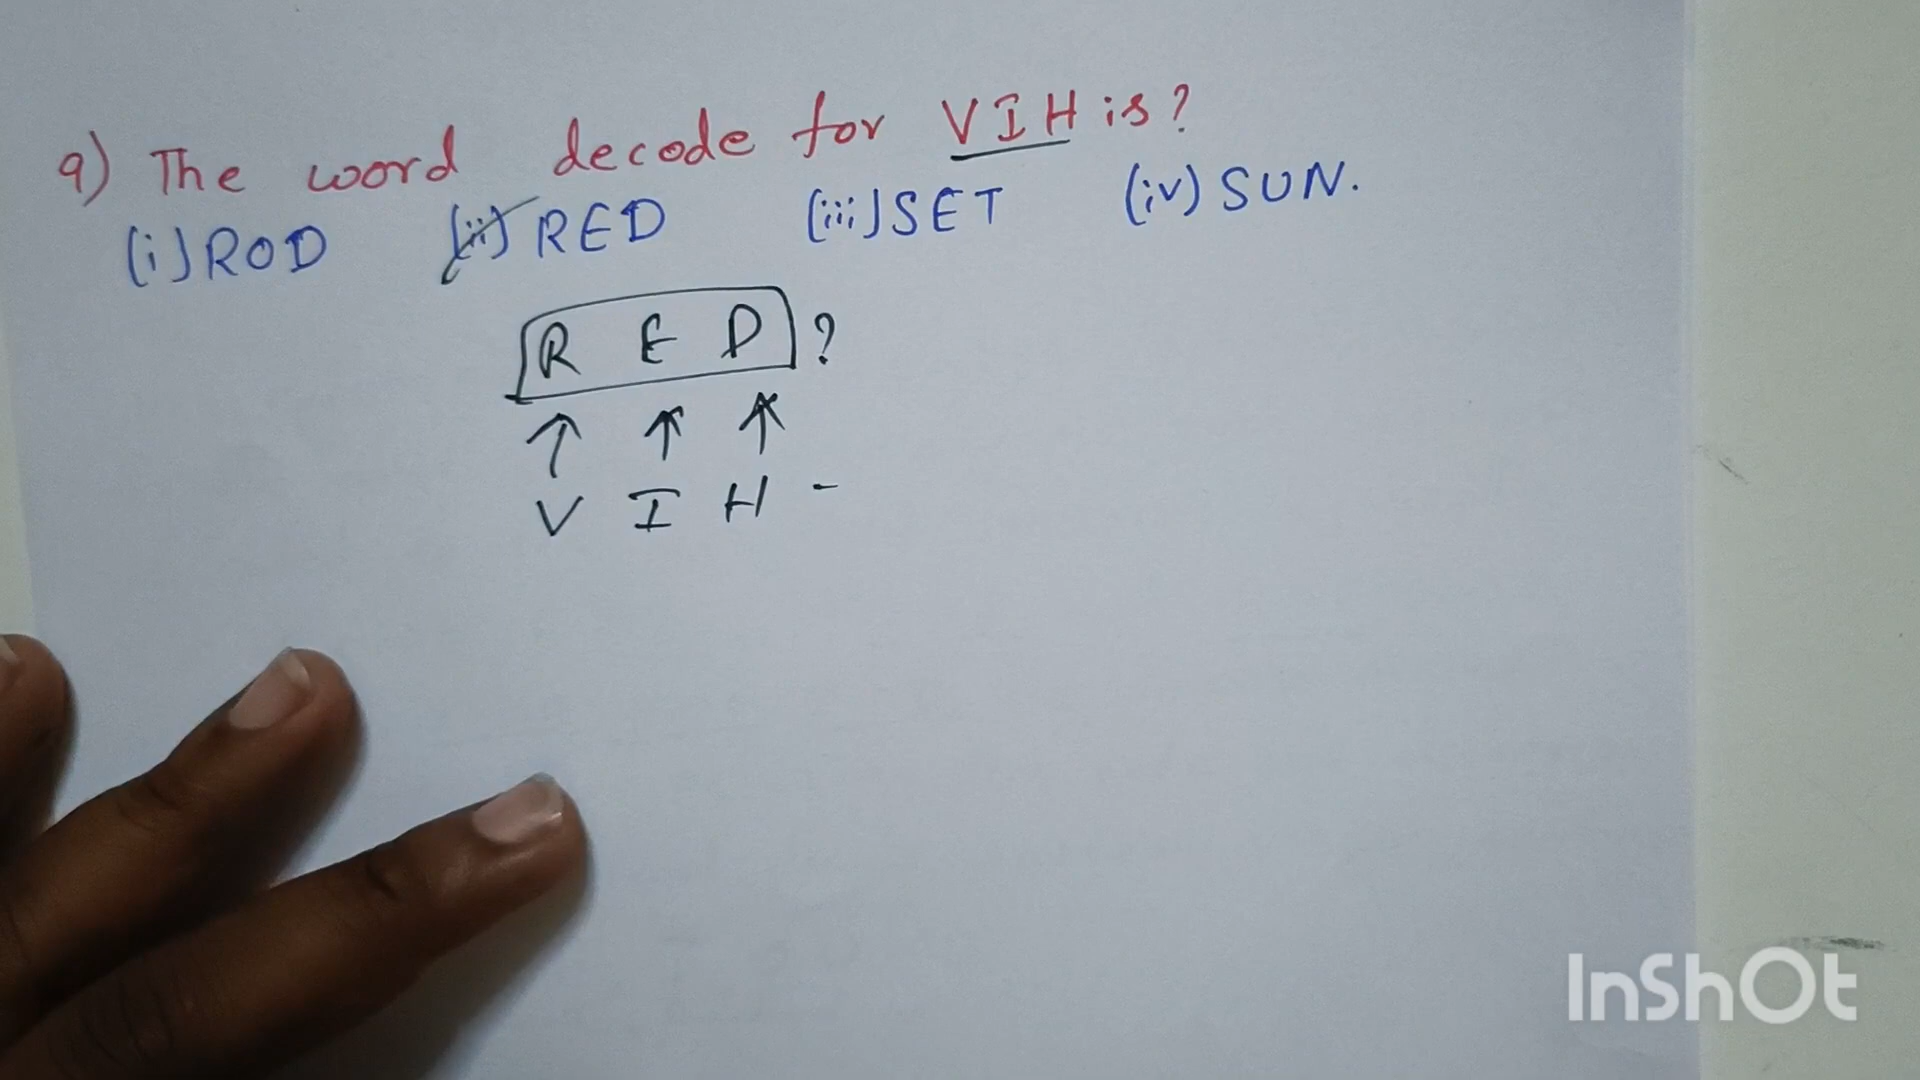 9) The word decode for VIH is?
(i) ROD (ii) RED (iii) SET (iv) SUN.
R E D ?
↑ ↑ ↑
V I H -
InShOt